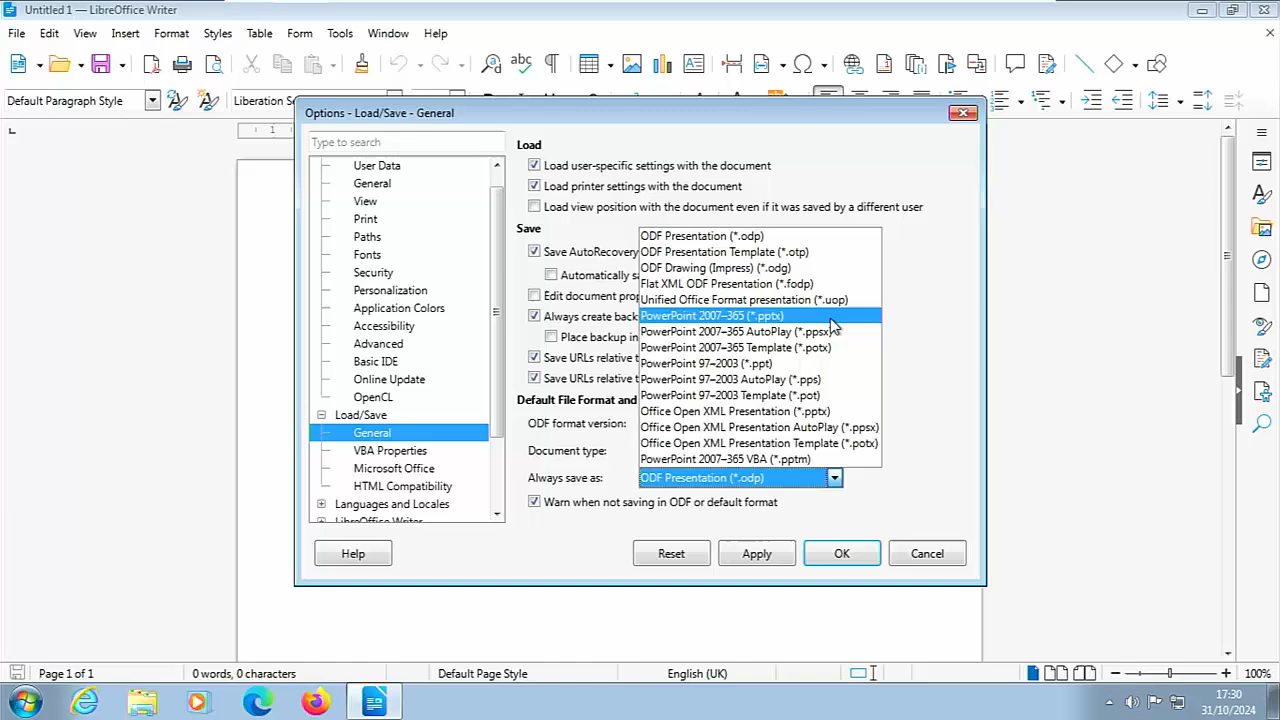 Untitled 1 — LibreOffice Writer
File Edit View Insert Format Styles Table Form Tools Window Help
Default Paragraph Style
Liberation S
1
Options - Load/Save - General
Type to search
User Data
General
View
Print
Paths
Fonts
Security
Personalization
Application Colors
Accessibility
Advanced
Basic IDE
Online Update
OpenCL
Load/Save
General
VBA Properties
Microsoft Office
HTML Compatibility
Languages and Locales
LibreOffice Writer
Load
Load user-specific settings with the document
Load printer settings with the document
Load view position with the document even if it was saved by a different user
Save
Save AutoRecovery
Automatically sa
Edit document prop
Always create back
Place backup in
Save URLs relative t
Save URLs relative t
Default File Format and
ODF format version:
Document type:
Always save as:
ODF Presentation (*.odp)
ODF Presentation Template (*.otp)
ODF Drawing (Impress) (*.odg)
Flat XML ODF Presentation (*.fodp)
Unified Office Format presentation (*.uop)
PowerPoint 2007–365 (*.pptx)
PowerPoint 2007–365 AutoPlay (*.ppsx)
PowerPoint 2007–365 Template (*.potx)
PowerPoint 97–2003 (*.ppt)
PowerPoint 97–2003 AutoPlay (*.pps)
PowerPoint 97–2003 Template (*.pot)
Office Open XML Presentation (*.pptx)
Office Open XML Presentation AutoPlay (*.ppsx)
Office Open XML Presentation Template (*.potx)
PowerPoint 2007–365 VBA (*.pptm)
ODF Presentation (*.odp)
Warn when not saving in ODF or default format
Help Reset Apply OK Cancel
Page 1 of 1 0 words, 0 characters Default Page Style English (UK) 100%
17:30
31/10/2024